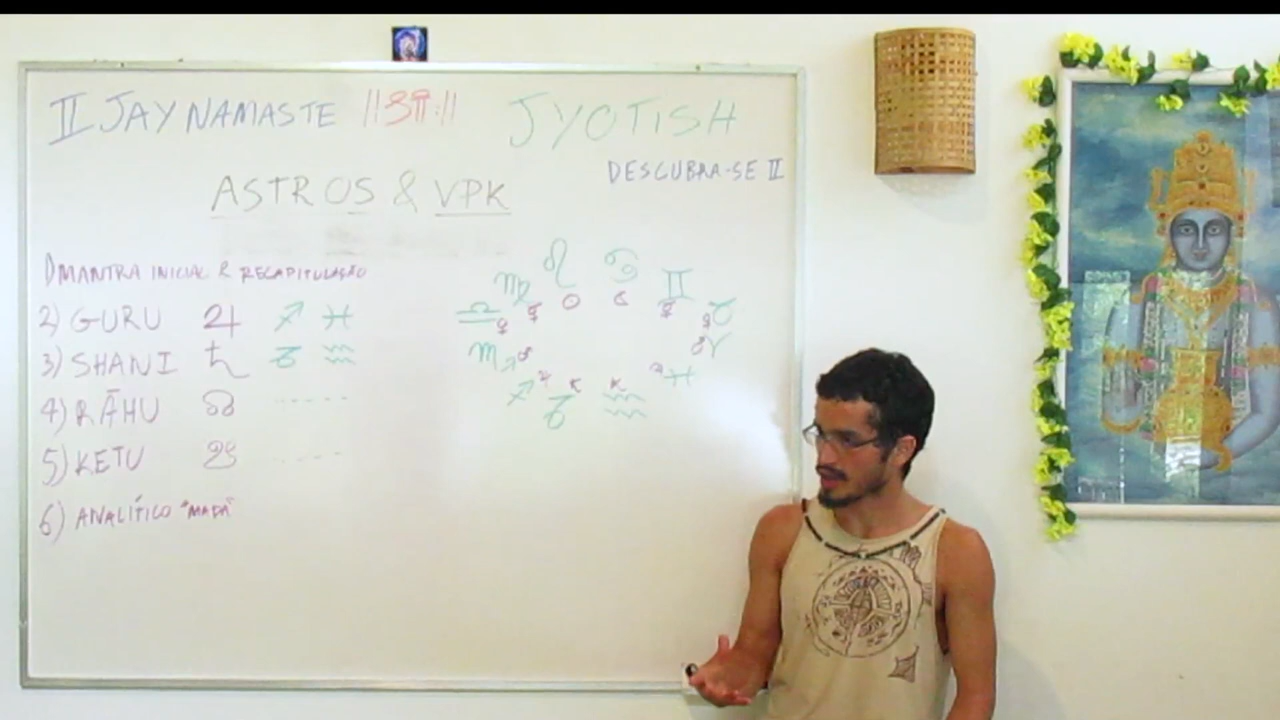 II JAY NAMASTE ||ॐ|| JYOTISH
DESCUBRA-SE II
ASTROS & VPK
1) MANTRA INICIAL & RECAPITULAÇÃO
2) GURU ♃ ♐ ♓
3) SHANI ♄ ♑ ♒
4) RĀHU ☊ ------
5) KETU ☋ -----
6) ANALÍTICO "MAPA"
♎ ♍ ♌ ♋ ♊ ♉
♀ ☿ ☉ ☾ ☿ ♀
♏ ♂ ♂ ♈
♐ ♃ ♑ ♒ ♃ ♓